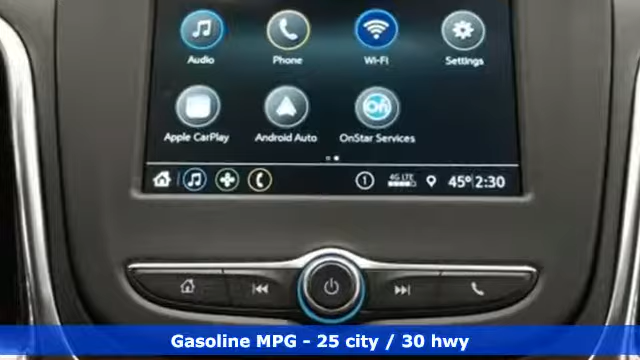 Audio Phone Wi-Fi Settings
Apple CarPlay Android Auto OnStar Services
1 4G LTE 45° 2:30
Gasoline MPG - 25 city / 30 hwy